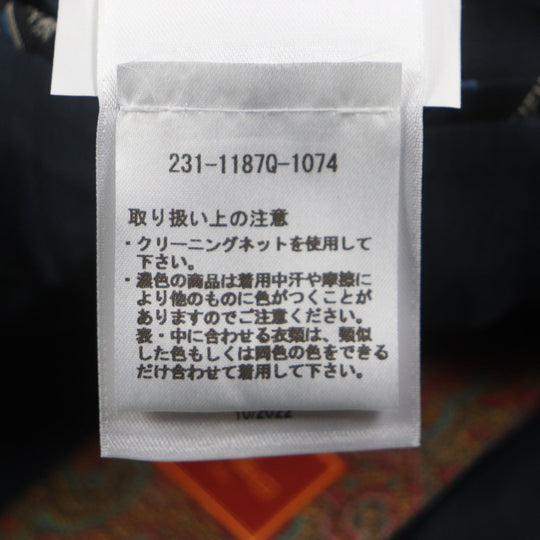 231-1187Q-1074
取り扱い上の注意
・クリーニングネットを使用して
下さい。
・濃色の商品は着用中汗や摩擦に
より他のものに色がつくことが
ありますのでご注意ください。
表・中に合わせる衣類は、類似
した色もしくは同色の色をできる
だけ合わせて着用して下さい。
10/2022